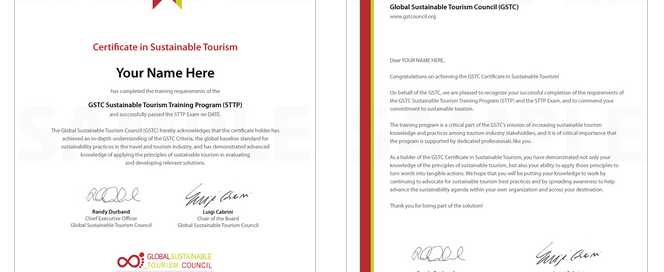 Certificate in Sustainable Tourism
Your Name Here
has completed the training requirements of the
GSTC Sustainable Tourism Training Program (STTP)
and successfully passed the STTP Exam on DATE.
The Global Sustainable Tourism Council (GSTC) hereby acknowledges that the certificate holder has
achieved an in-depth understanding of the GSTC Criteria, the global baseline standard for
sustainability practices in the travel and tourism industry, and has demonstrated advanced
knowledge of applying the principles of sustainable tourism in evaluating
and developing relevant solutions.
Randy Durband
Chief Executive Officer
Global Sustainable Tourism Council
Luigi Cabrini
Chair of the Board
Global Sustainable Tourism Council
GLOBAL SUSTAINABLE
TOURISM COUNCIL
Global Sustainable Tourism Council (GSTC)
www.gstcouncil.org
Dear YOUR NAME HERE,
Congratulations on achieving the GSTC Certificate in Sustainable Tourism!
On behalf of the GSTC, we are pleased to recognize your successful completion of the requirements of
the GSTC Sustainable Tourism Training Program (STTP) and the STTP Exam, and to commend your
commitment to sustainable tourism.
The training program is a critical part of the GSTC's mission of increasing sustainable tourism
knowledge and practices among tourism industry stakeholders, and it is of critical importance that
the program is supported by dedicated professionals like you.
As a holder of the GSTC Certificate in Sustainable Tourism, you have demonstrated not only your
knowledge of the principles of sustainable tourism, but also your ability to apply those principles to
turn words into tangible actions. We hope that you will be putting your knowledge to work by
continuing to advocate for sustainable tourism best practices and by spreading awareness to help
advance the sustainability agenda within your own organization and across your destination.
Thank you for being part of the solution!